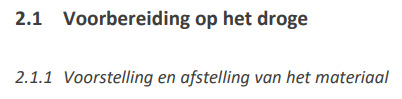 2.1 Voorbereiding op het droge
2.1.1 Voorstelling en afstelling van het materiaal